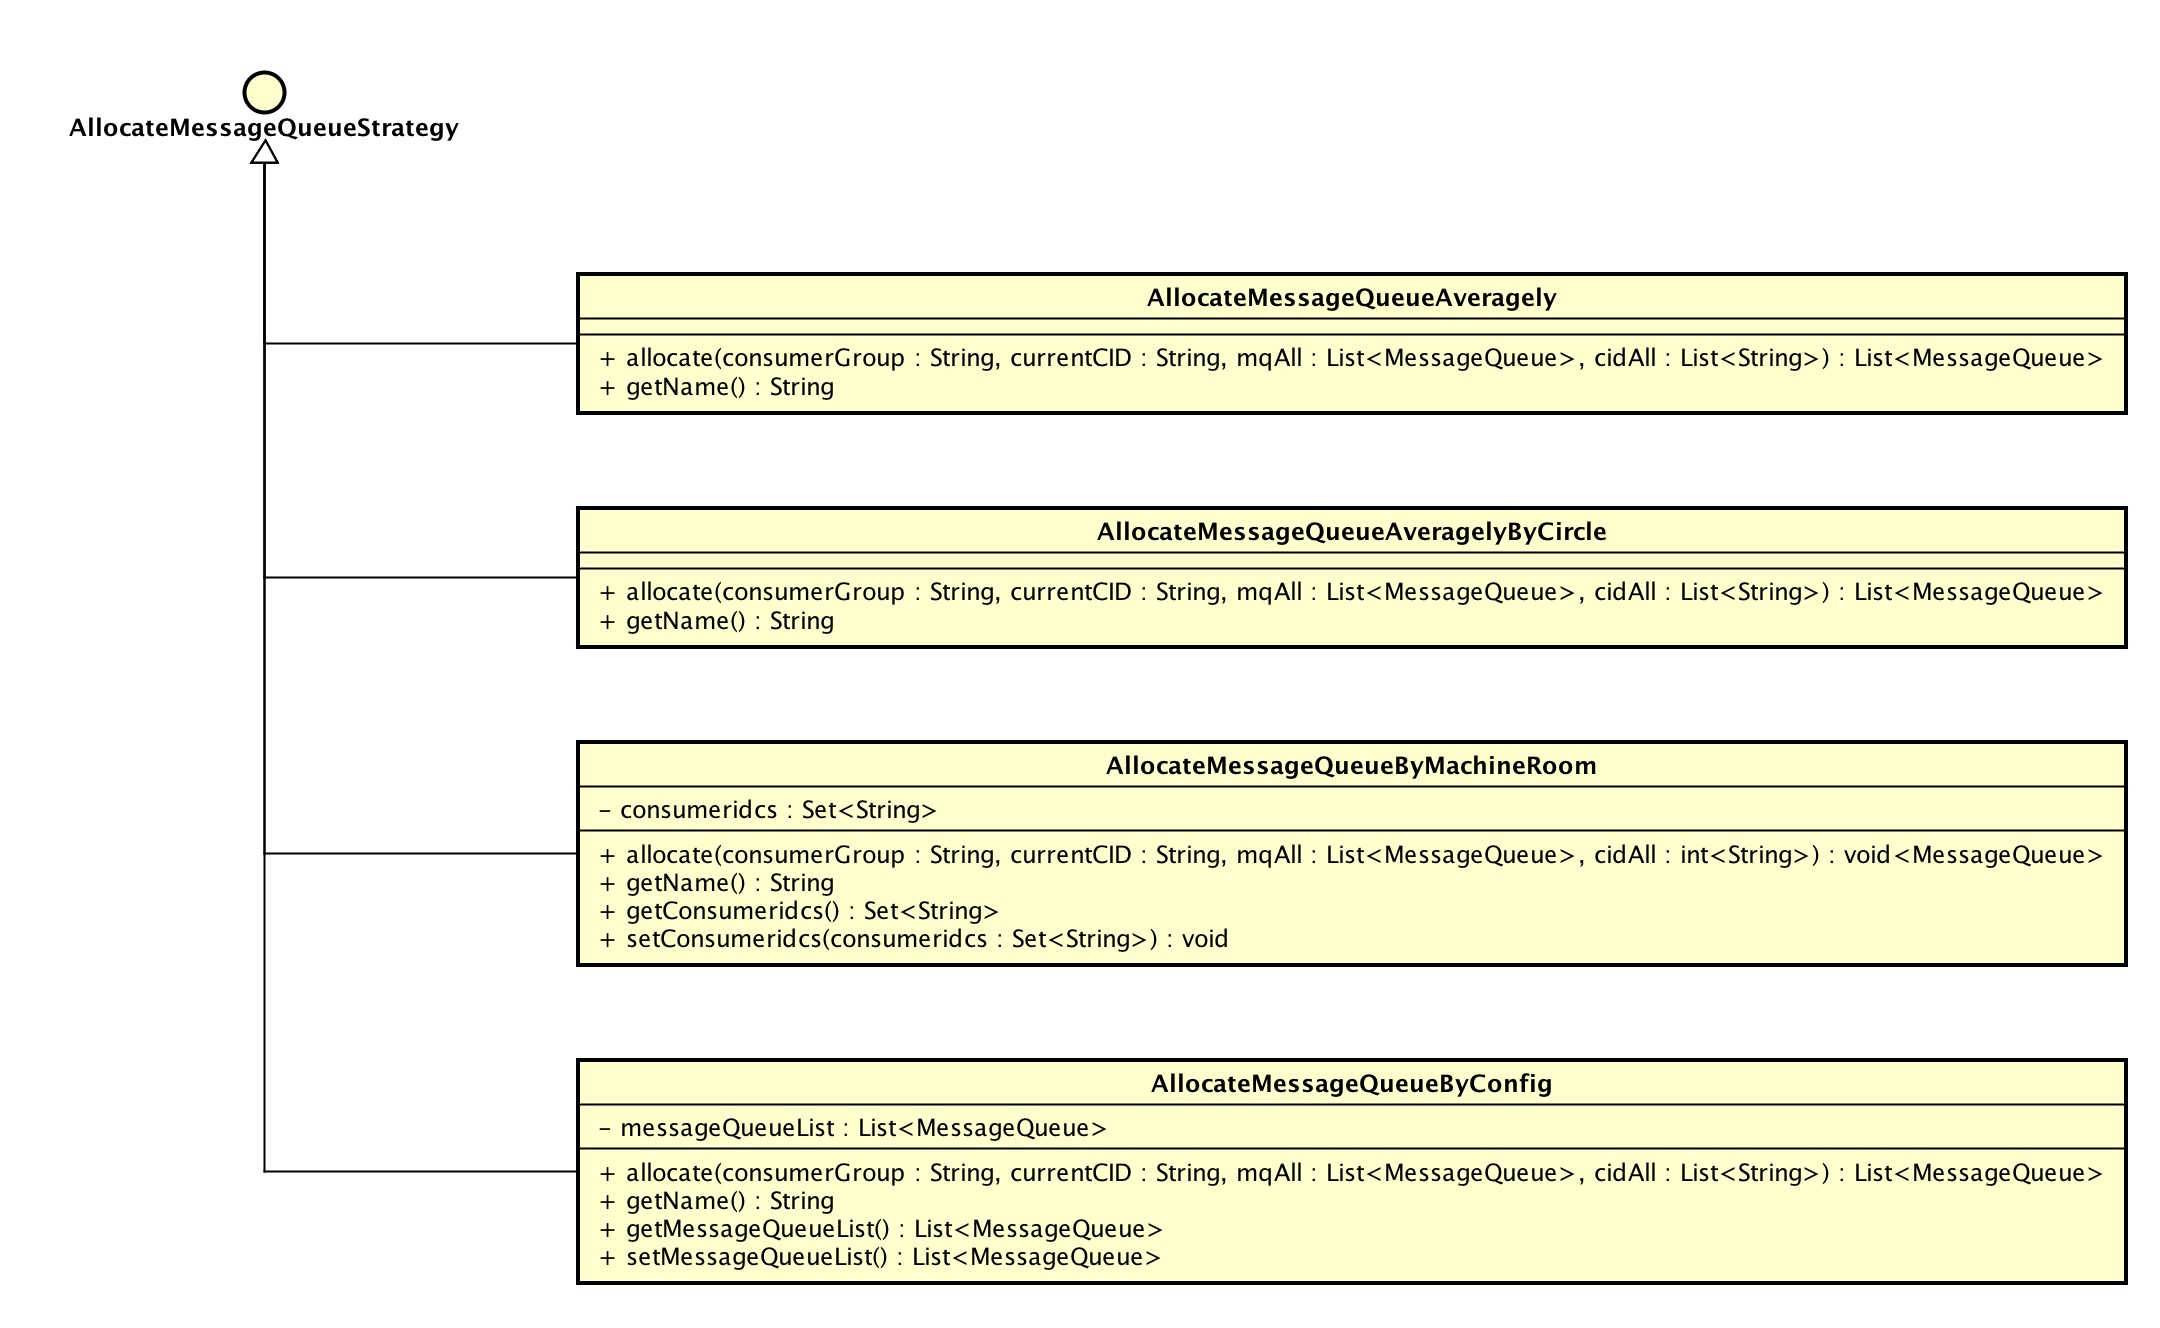 AllocateMessageQueueStrategy
AllocateMessageQueueAveragely
+ allocate(consumerGroup : String, currentCID : String, mqAll : List<MessageQueue>, cidAll : List<String>) : List<MessageQueue>
+ getName() : String
AllocateMessageQueueAveragelyByCircle
+ allocate(consumerGroup : String, currentCID : String, mqAll : List<MessageQueue>, cidAll : List<String>) : List<MessageQueue>
+ getName() : String
AllocateMessageQueueByMachineRoom
- consumeridcs : Set<String>
+ allocate(consumerGroup : String, currentCID : String, mqAll : List<MessageQueue>, cidAll : int<String>) : void<MessageQueue>
+ getName() : String
+ getConsumeridcs() : Set<String>
+ setConsumeridcs(consumeridcs : Set<String>) : void
AllocateMessageQueueByConfig
- messageQueueList : List<MessageQueue>
+ allocate(consumerGroup : String, currentCID : String, mqAll : List<MessageQueue>, cidAll : List<String>) : List<MessageQueue>
+ getName() : String
+ getMessageQueueList() : List<MessageQueue>
+ setMessageQueueList() : List<MessageQueue>